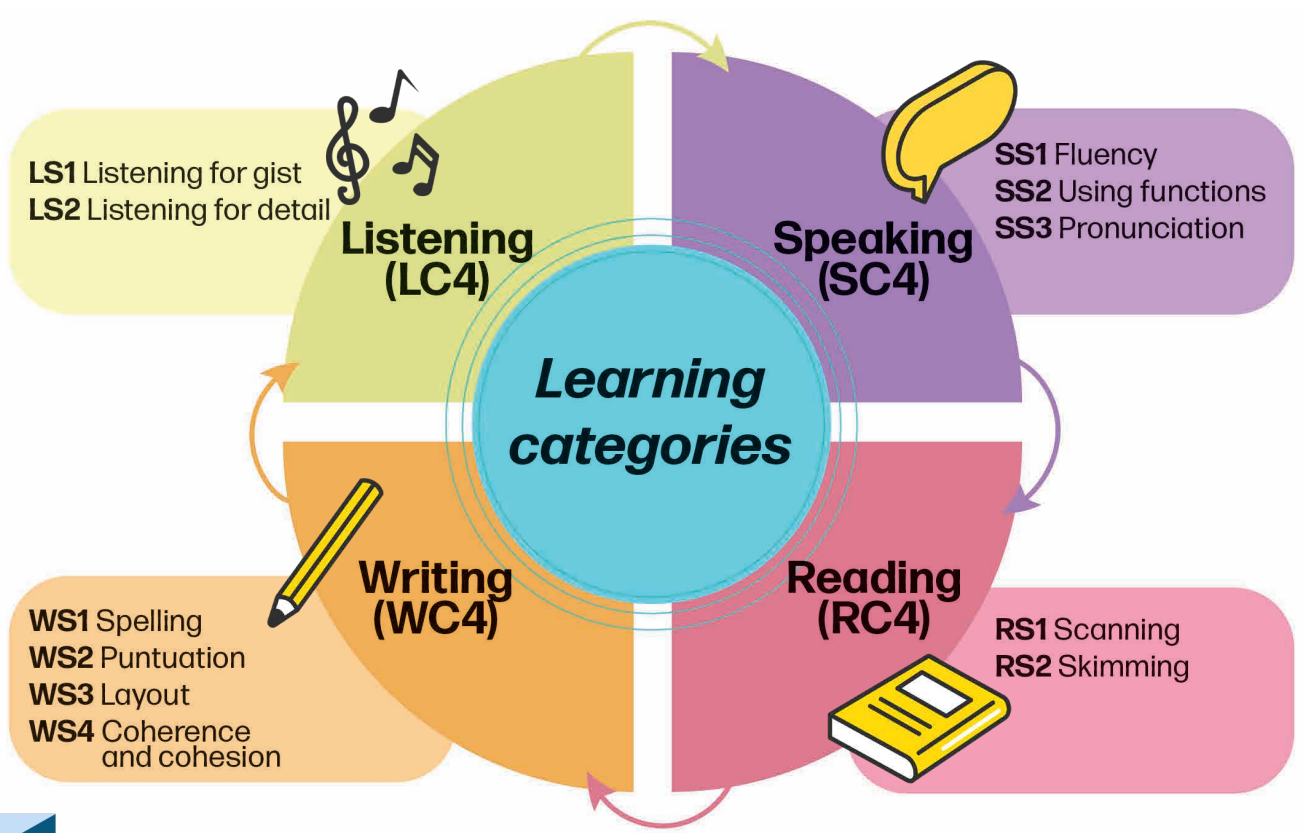 LS1 Listening for gist
LS2 Listening for detail
Listening
(LC4)
Speaking
(SC4)
SS1 Fluency
SS2 Using functions
SS3 Pronunciation
Learning
categories
Writing
(WC4)
WS1 Spelling
WS2 Puntuation
WS3 Layout
WS4 Coherence
and cohesion
Reading
(RC4)
RS1 Scanning
RS2 Skimming